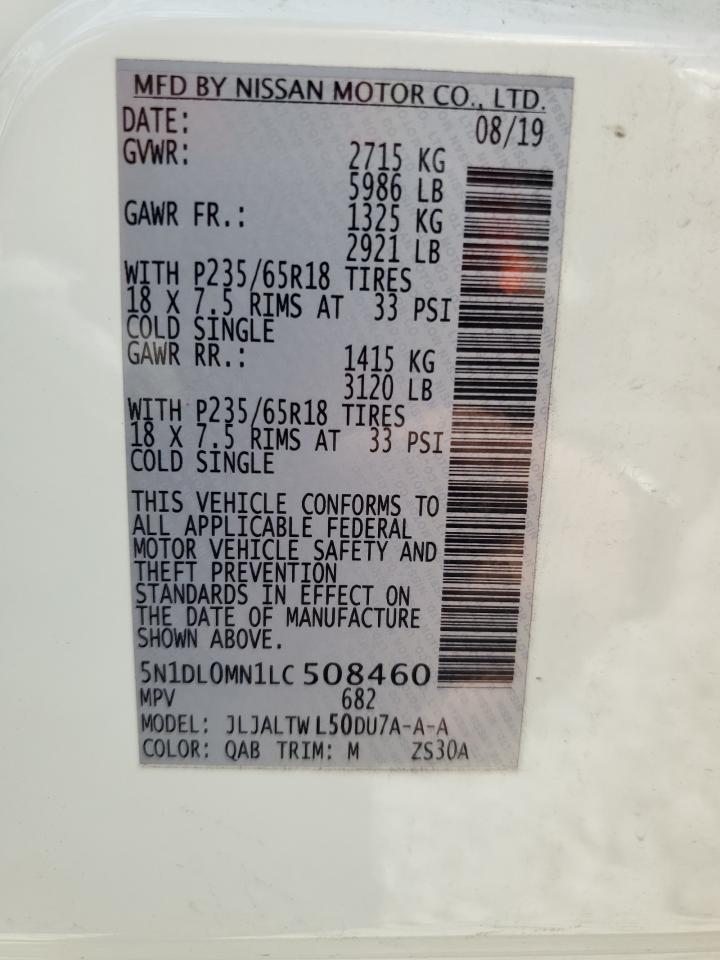 MFD BY NISSAN MOTOR CO., LTD.
DATE: 08/19
GVWR: 2715 KG
5986 LB
GAWR FR.: 1325 KG
2921 LB
WITH P235/65R18 TIRES
18 X 7.5 RIMS AT 33 PSI
COLD SINGLE
GAWR RR.: 1415 KG
3120 LB
WITH P235/65R18 TIRES
18 X 7.5 RIMS AT 33 PSI
COLD SINGLE
THIS VEHICLE CONFORMS TO
ALL APPLICABLE FEDERAL
MOTOR VEHICLE SAFETY AND
THEFT PREVENTION
STANDARDS IN EFFECT ON
THE DATE OF MANUFACTURE
SHOWN ABOVE.
5N1DL0MN1LC 508460
MPV 682
MODEL: JLJALTW L50DU7A-A-A
COLOR: QAB TRIM: M ZS30A